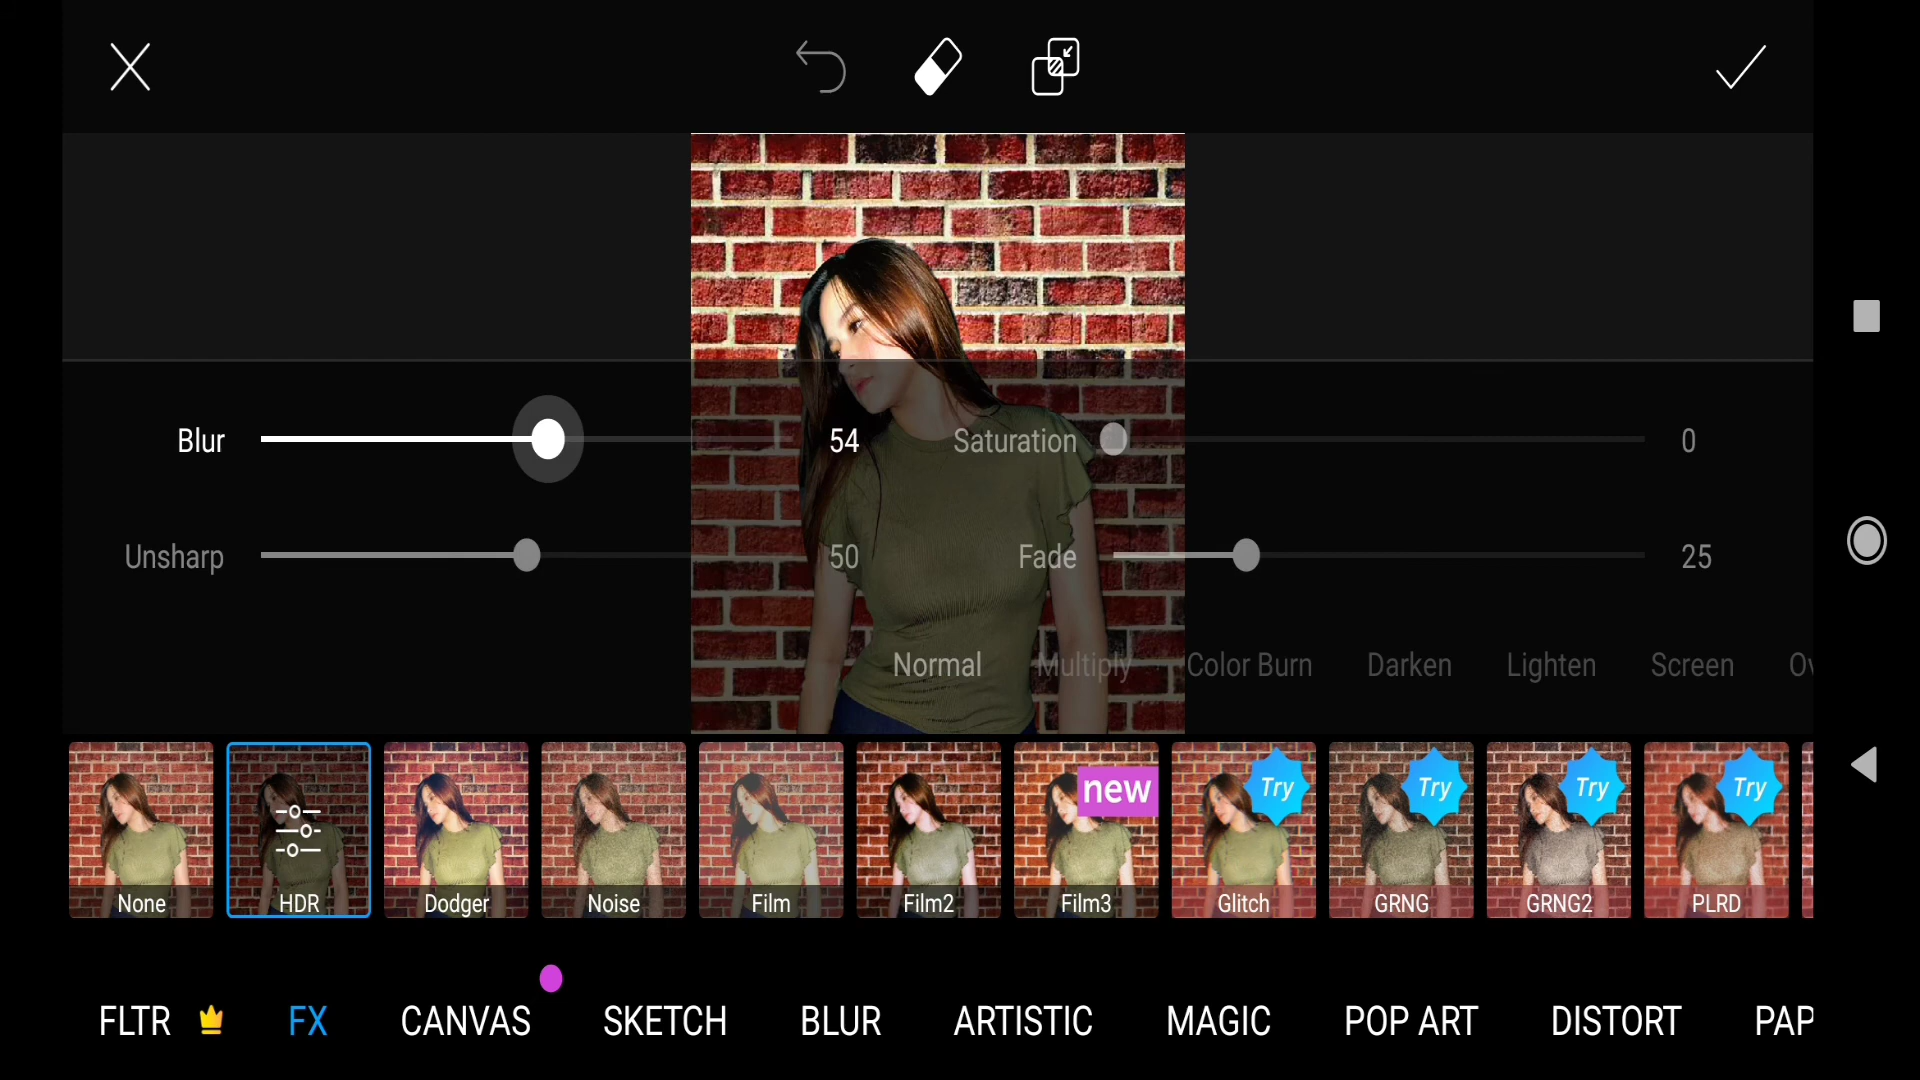 Blur 54 Saturation 0
Unsharp 50 Fade 25
Normal Multiply Color Burn Darken Lighten Screen Ov
new Try Try Try Try
None HDR Dodger Noise Film Film2 Film3 Glitch GRNG GRNG2 PLRD
FLTR FX CANVAS SKETCH BLUR ARTISTIC MAGIC POP ART DISTORT PAP